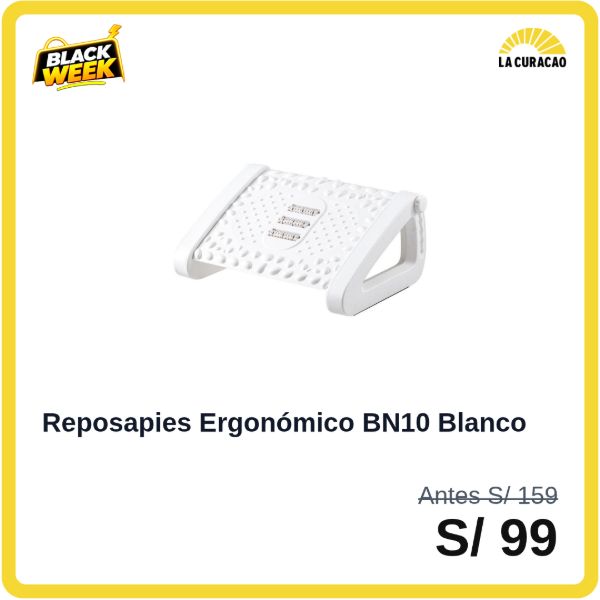 BLACK
WEEK
LA CURACAO
Reposapies Ergonómico BN10 Blanco
Antes S/ 159
S/ 99